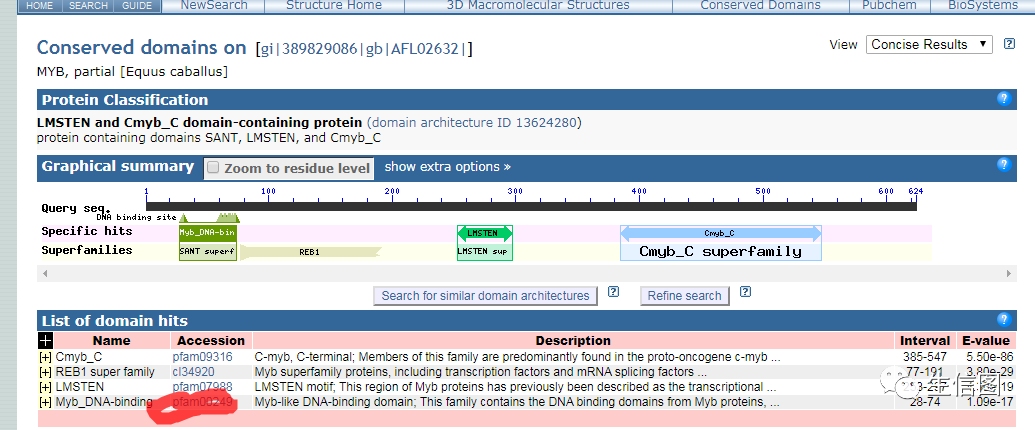 HOME SEARCH GUIDE NewSearch Structure Home 3D Macromolecular Structures Conserved Domains Pubchem BioSystems
Conserved domains on [gi|389829086|gb|AFL02632|]
View Concise Results
MYB, partial [Equus caballus]
Protein Classification
LMSTEN and Cmyb_C domain-containing protein (domain architecture ID 13624280)
protein containing domains SANT, LMSTEN, and Cmyb_C
Graphical summary Zoom to residue level show extra options »
1 100 200 300 400 500 600 624
Query seq.
DNA binding site
Specific hits Myb_DNA-bin LMSTEN Cmyb_C
Superfamilies SANT superf REB1 LMSTEN sup Cmyb_C superfamily
Search for similar domain architectures Refine search
List of domain hits
Name Accession Description Interval E-value
[+] Cmyb_C pfam09316 C-myb, C-terminal; Members of this family are predominantly found in the proto-oncogene c-myb ... 385-547 5.50e-86
[+] REB1 super family cl34920 Myb superfamily proteins, including transcription factors and mRNA splicing factors ... 77-191 3.80e-29
[+] LMSTEN pfam07988 LMSTEN motif; This region of Myb proteins has previously been described as the transcriptional ...
[+] Myb_DNA-binding pfam00249 Myb-like DNA-binding domain; This family contains the DNA binding domains from Myb proteins, ... 28-74 1.09e-17
生信图